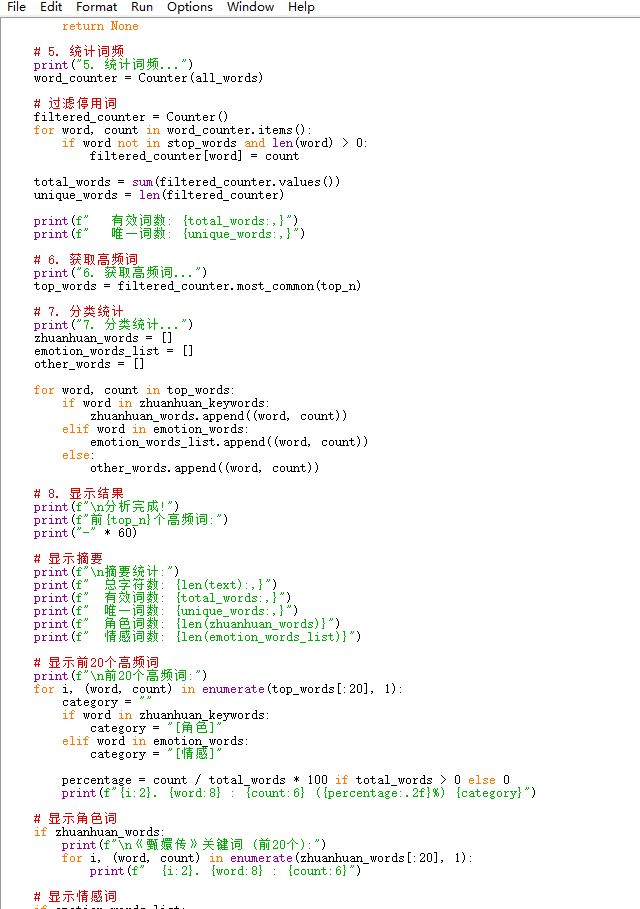 File Edit Format Run Options Window Help
        return None

    # 5. 统计词频
    print("5. 统计词频...")
    word_counter = Counter(all_words)

    # 过滤停用词
    filtered_counter = Counter()
    for word, count in word_counter.items():
        if word not in stop_words and len(word) > 0:
            filtered_counter[word] = count

    total_words = sum(filtered_counter.values())
    unique_words = len(filtered_counter)

    print(f"   有效词数: {total_words:,}")
    print(f"   唯一词数: {unique_words:,}")

    # 6. 获取高频词
    print("6. 获取高频词...")
    top_words = filtered_counter.most_common(top_n)

    # 7. 分类统计
    print("7. 分类统计...")
    zhuanhuan_words = []
    emotion_words_list = []
    other_words = []

    for word, count in top_words:
        if word in zhuanhuan_keywords:
            zhuanhuan_words.append((word, count))
        elif word in emotion_words:
            emotion_words_list.append((word, count))
        else:
            other_words.append((word, count))

    # 8. 显示结果
    print(f"\n分析完成!")
    print(f"前{top_n}个高频词:")
    print("-" * 60)

    # 显示摘要
    print(f"\n摘要统计:")
    print(f"  总字符数: {len(text):,}")
    print(f"  有效词数: {total_words:,}")
    print(f"  唯一词数: {unique_words:,}")
    print(f"  角色词数: {len(zhuanhuan_words)}")
    print(f"  情感词数: {len(emotion_words_list)}")

    # 显示前20个高频词
    print(f"\n前20个高频词:")
    for i, (word, count) in enumerate(top_words[:20], 1):
        category = ""
        if word in zhuanhuan_keywords:
            category = "[角色]"
        elif word in emotion_words:
            category = "[情感]"

        percentage = count / total_words * 100 if total_words > 0 else 0
        print(f"{i:2}. {word:8} : {count:6} ({percentage:.2f}%) {category}")

    # 显示角色词
    if zhuanhuan_words:
        print(f"\n《甄嬛传》关键词 (前20个):")
        for i, (word, count) in enumerate(zhuanhuan_words[:20], 1):
            print(f"  {i:2}. {word:8} : {count:6}")

    # 显示情感词